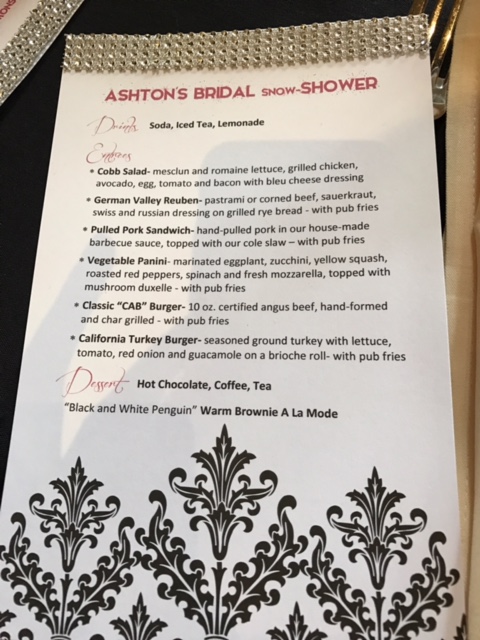 ASHTON'S BRIDAL SNOW-SHOWER
Drinks Soda, Iced Tea, Lemonade
Entrees
* Cobb Salad- mesclun and romaine lettuce, grilled chicken,
avocado, egg, tomato and bacon with bleu cheese dressing
* German Valley Reuben- pastrami or corned beef, sauerkraut,
swiss and russian dressing on grilled rye bread - with pub fries
* Pulled Pork Sandwich- hand-pulled pork in our house-made
barbecue sauce, topped with our cole slaw – with pub fries
* Vegetable Panini- marinated eggplant, zucchini, yellow squash,
roasted red peppers, spinach and fresh mozzarella, topped with
mushroom duxelle - with pub fries
* Classic “CAB” Burger- 10 oz. certified angus beef, hand-formed
and char grilled - with pub fries
* California Turkey Burger- seasoned ground turkey with lettuce,
tomato, red onion and guacamole on a brioche roll- with pub fries
Dessert Hot Chocolate, Coffee, Tea
“Black and White Penguin” Warm Brownie A La Mode